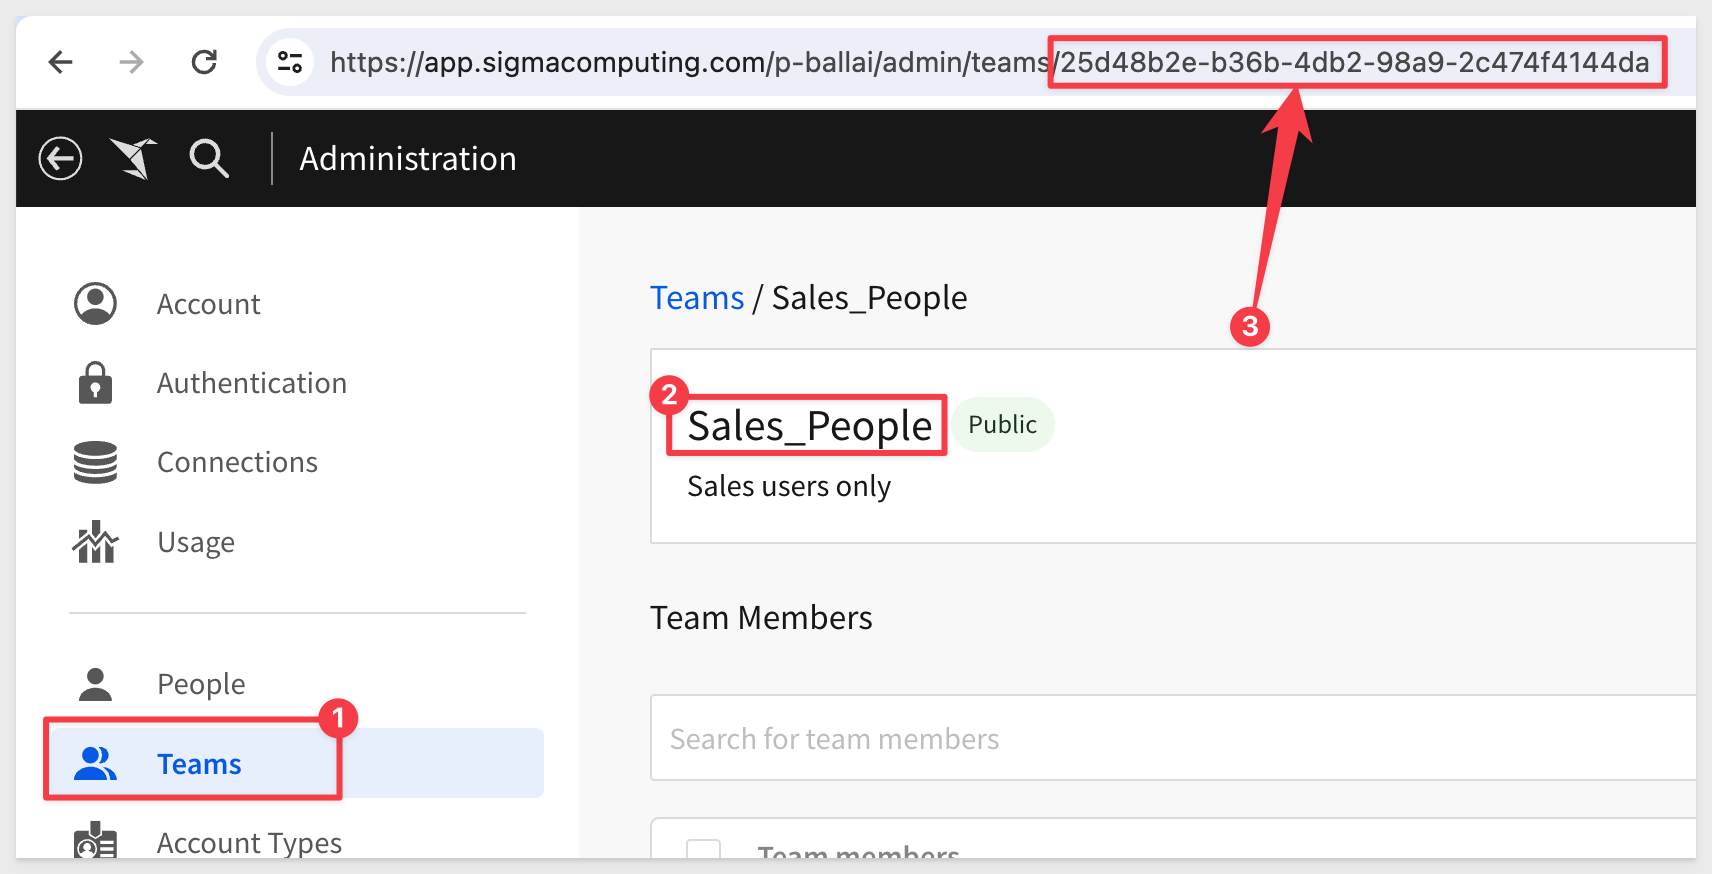 https://app.sigmacomputing.com/p-ballai/admin/teams/25d48b2e-b36b-4db2-98a9-2c474f4144da
Administration
Account
Authentication
Connections
Usage
People
1
Teams
Account Types
Teams / Sales_People
3
2
Sales_People Public
Sales users only
Team Members
Search for team members
Team members